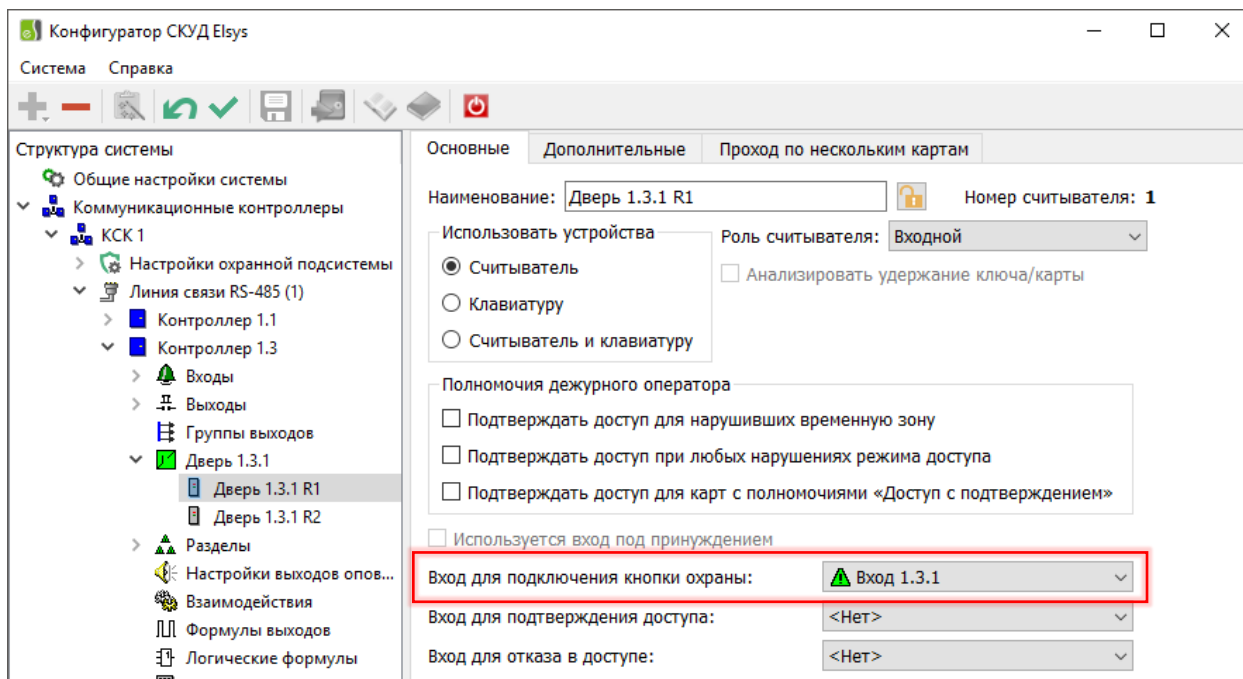 Конфигуратор СКУД Elsys
Система Справка
Структура системы
Общие настройки системы
Коммуникационные контроллеры
КСК 1
Настройки охранной подсистемы
Линия связи RS-485 (1)
Контроллер 1.1
Контроллер 1.3
Входы
Выходы
Группы выходов
Дверь 1.3.1
Дверь 1.3.1 R1
Дверь 1.3.1 R2
Разделы
Настройки выходов опов...
Взаимодействия
Формулы выходов
Логические формулы
Основные Дополнительные Проход по нескольким картам
Наименование: Дверь 1.3.1 R1 Номер считывателя: 1
Использовать устройства
Считыватель
Клавиатуру
Считыватель и клавиатуру
Роль считывателя: Входной
Анализировать удержание ключа/карты
Полномочия дежурного оператора
Подтверждать доступ для нарушивших временную зону
Подтверждать доступ при любых нарушениях режима доступа
Подтверждать доступ для карт с полномочиями «Доступ с подтверждением»
Используется вход под принуждением
Вход для подключения кнопки охраны: Вход 1.3.1
Вход для подтверждения доступа: <Нет>
Вход для отказа в доступе: <Нет>